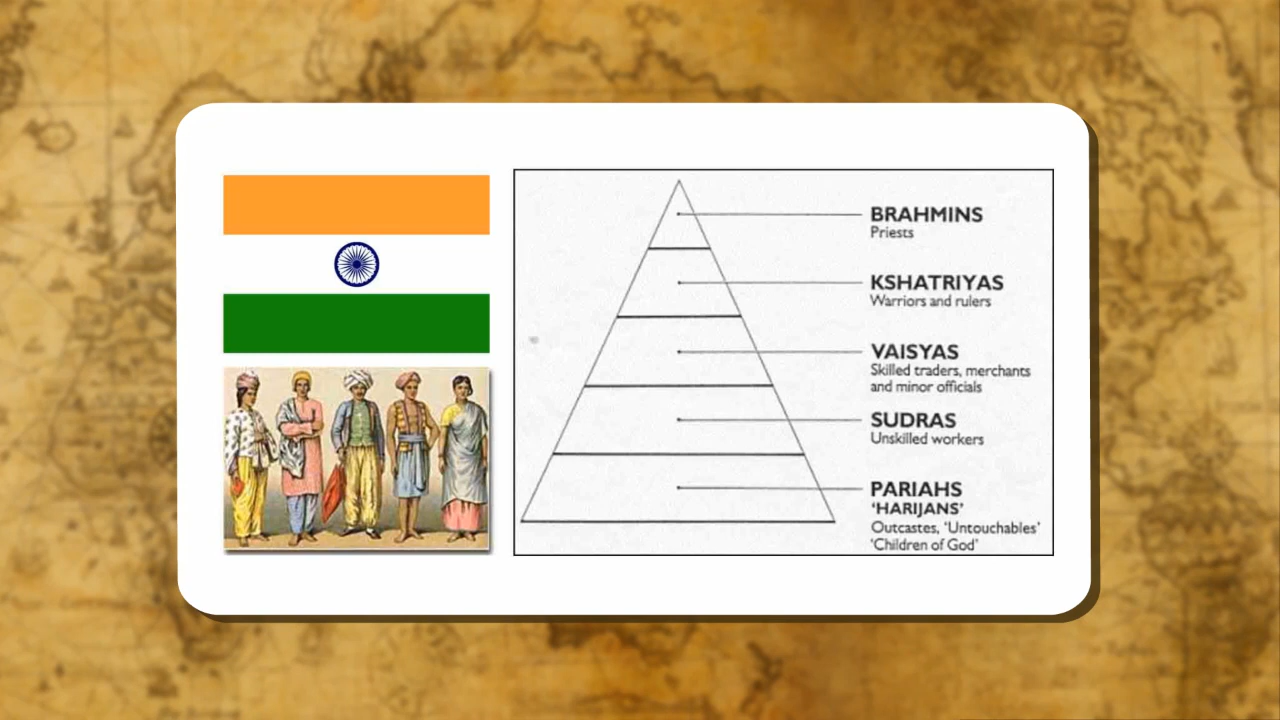 BRAHMINS
Priests
KSHATRIYAS
Warriors and rulers
VAISYAS
Skilled traders, merchants
and minor officials
SUDRAS
Unskilled workers
PARIAHS
‘HARIJANS’
Outcastes, ‘Untouchables’
‘Children of God’